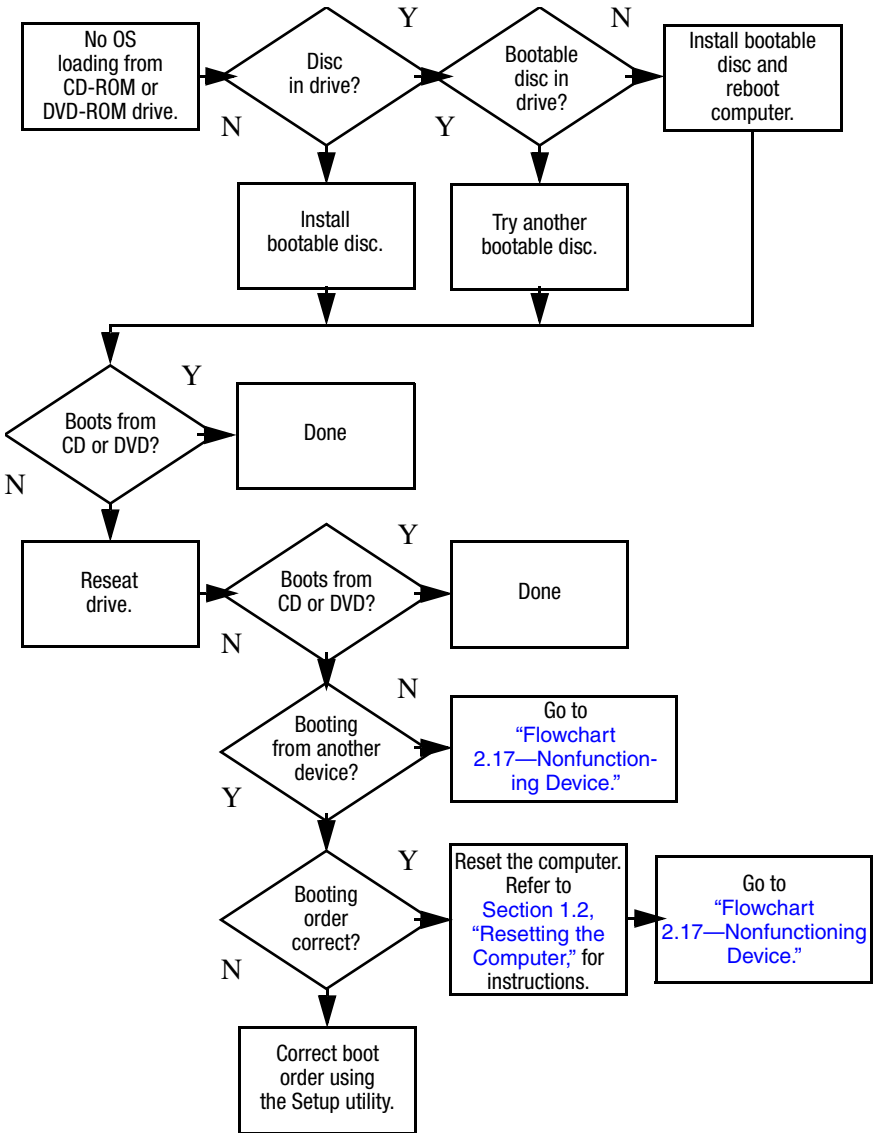 No OS
loading from
CD-ROM or
DVD-ROM drive.
Disc
in drive?
Y
N
Bootable
disc in
drive?
N
Y
Install bootable
disc and
reboot
computer.
Install
bootable disc.
Try another
bootable disc.
Boots from
CD or DVD?
Y
N
Done
Reseat
drive.
Boots from
CD or DVD?
Y
N
Done
Booting
from another
device?
N
Y
Go to
“Flowchart
2.17—Nonfunction-
ing Device.”
Booting
order
correct?
Y
N
Reset the computer.
Refer to
Section 1.2,
“Resetting the
Computer,” for
instructions.
Go to
“Flowchart
2.17—Nonfunctioning
Device.”
Correct boot
order using
the Setup utility.